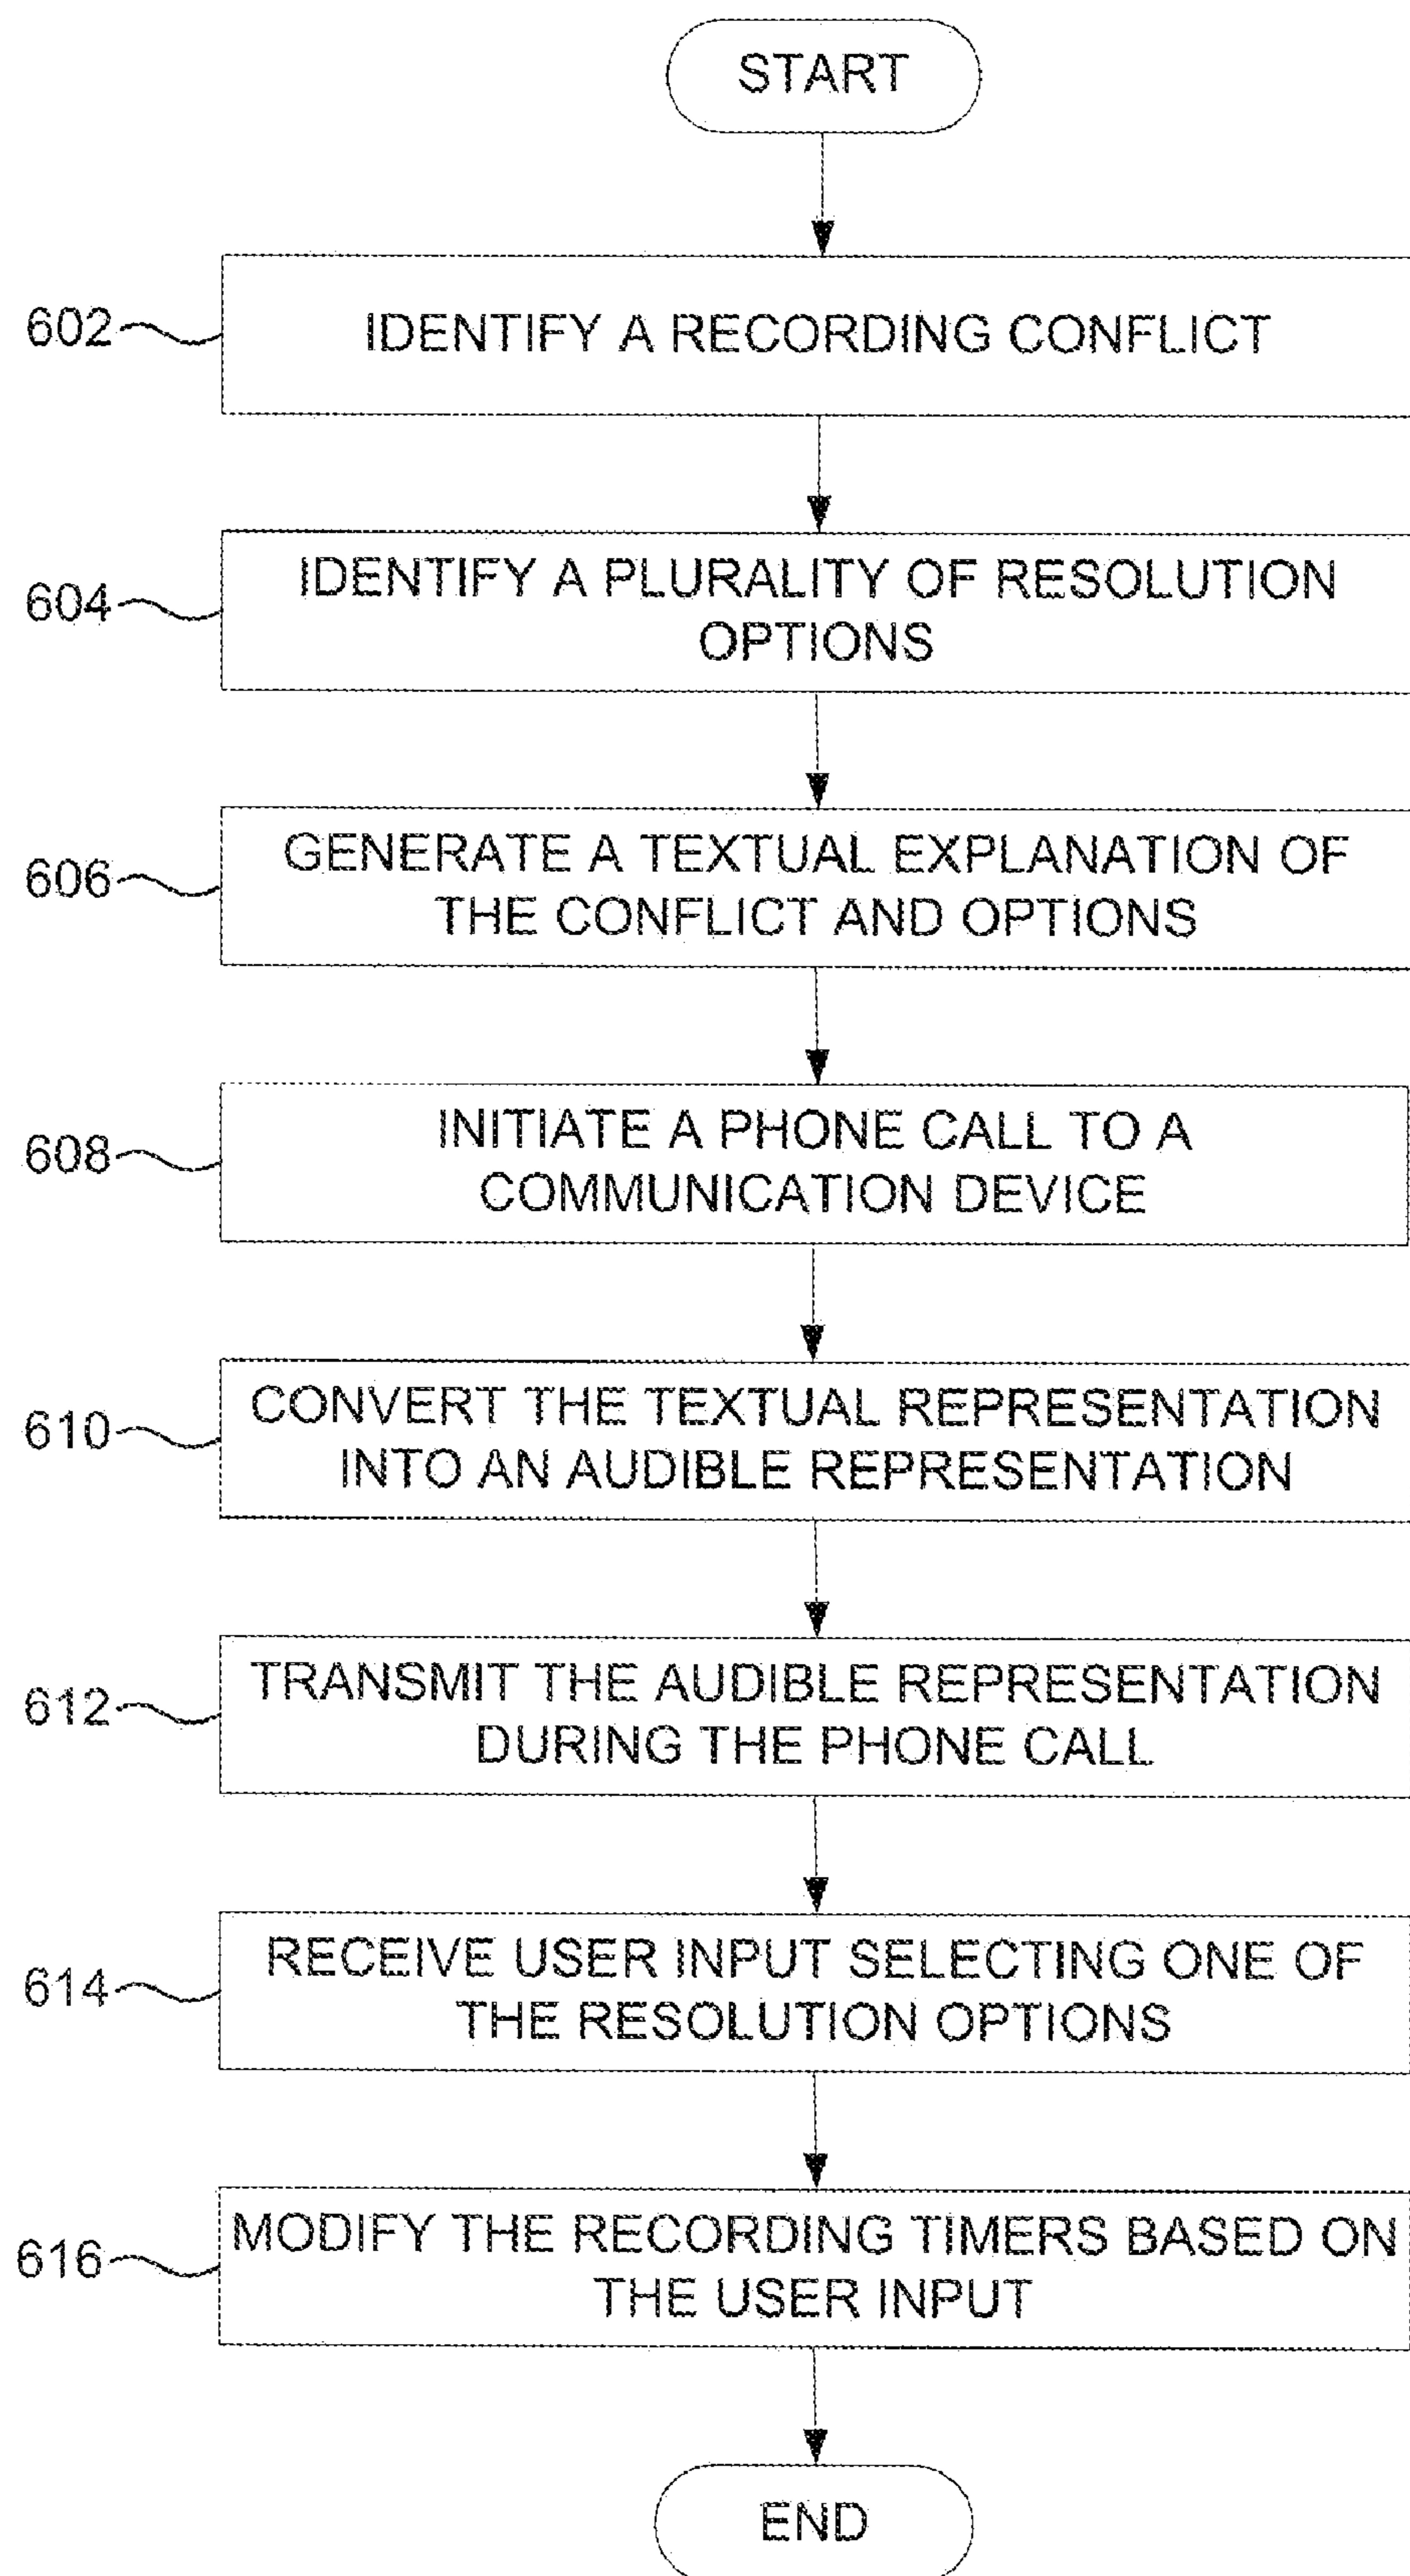 START
602
IDENTIFY A RECORDING CONFLICT
604
IDENTIFY A PLURALITY OF RESOLUTION
OPTIONS
606
GENERATE A TEXTUAL EXPLANATION OF
THE CONFLICT AND OPTIONS
608
INITIATE A PHONE CALL TO A
COMMUNICATION DEVICE
610
CONVERT THE TEXTUAL REPRESENTATION
INTO AN AUDIBLE REPRESENTATION
612
TRANSMIT THE AUDIBLE REPRESENTATION
DURING THE PHONE CALL
614
RECEIVE USER INPUT SELECTING ONE OF
THE RESOLUTION OPTIONS
616
MODIFY THE RECORDING TIMERS BASED ON
THE USER INPUT
END